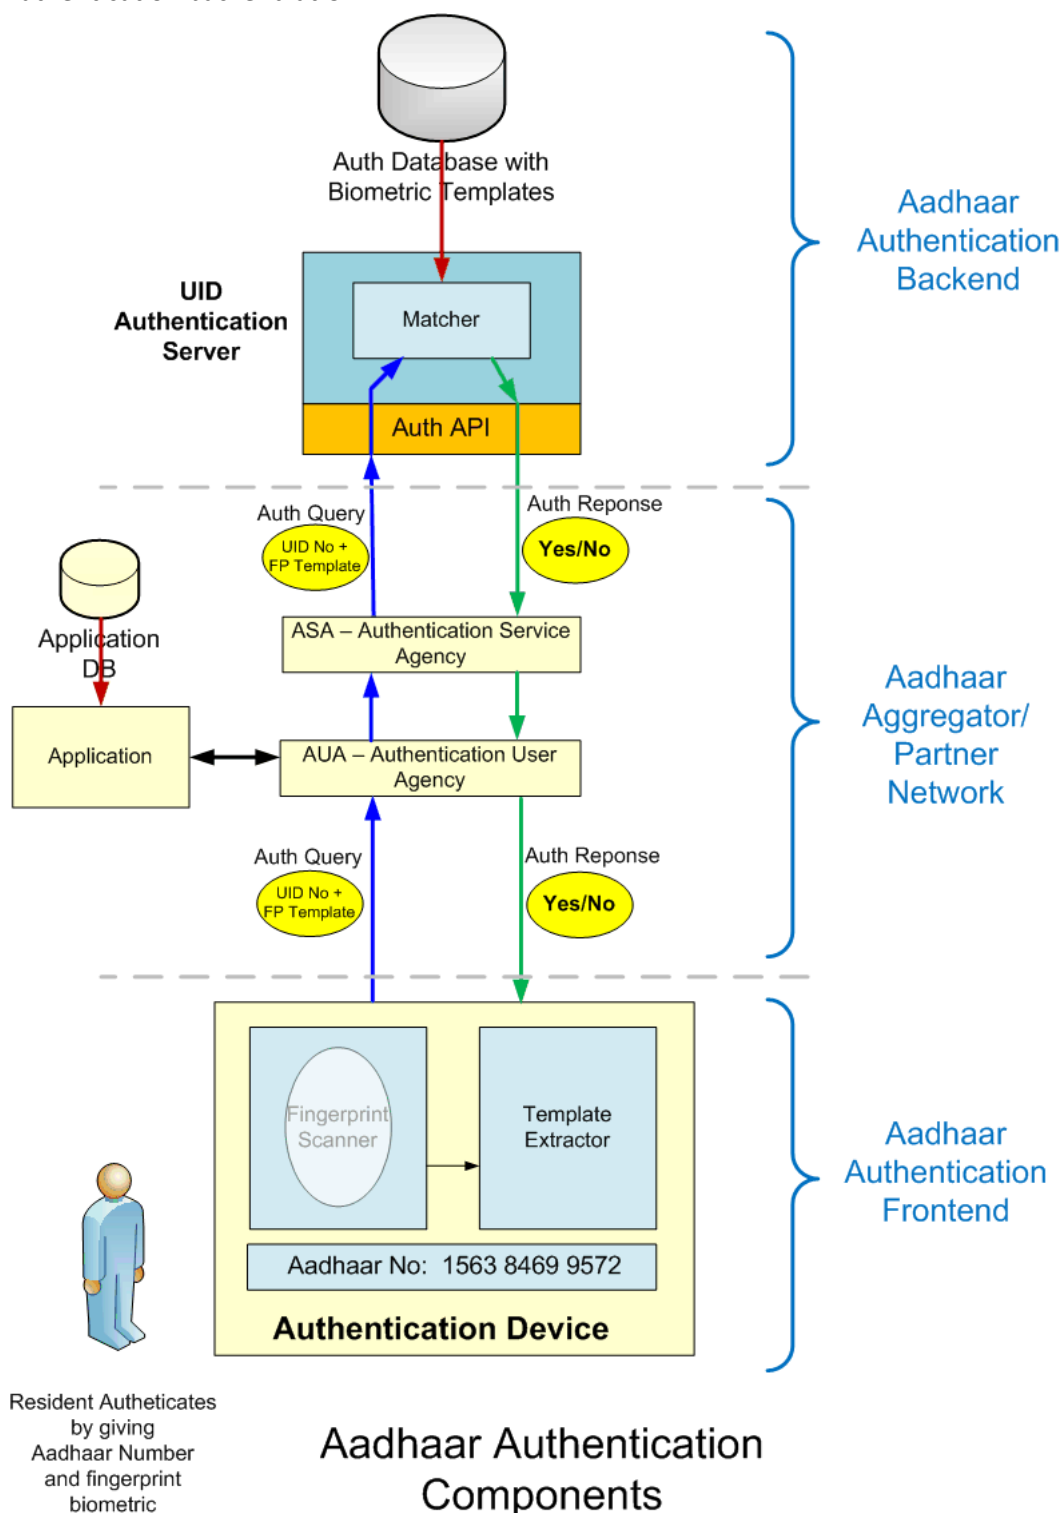 Auth Database with
Biometric Templates
Aadhaar
Authentication
Backend
UID
Authentication
Server
Matcher
Auth API
Auth Query
UID No +
FP Template
Auth Reponse
Yes/No
Application
DB
ASA – Authentication Service
Agency
Aadhaar
Aggregator/
Partner
Network
Application
AUA – Authentication User
Agency
Auth Query
UID No +
FP Template
Auth Reponse
Yes/No
Fingerprint
Scanner
Template
Extractor
Aadhaar
Authentication
Frontend
Aadhaar No: 1563 8469 9572
Authentication Device
Resident Autheticates
by giving
Aadhaar Number
and fingerprint
biometric
Aadhaar Authentication
Components